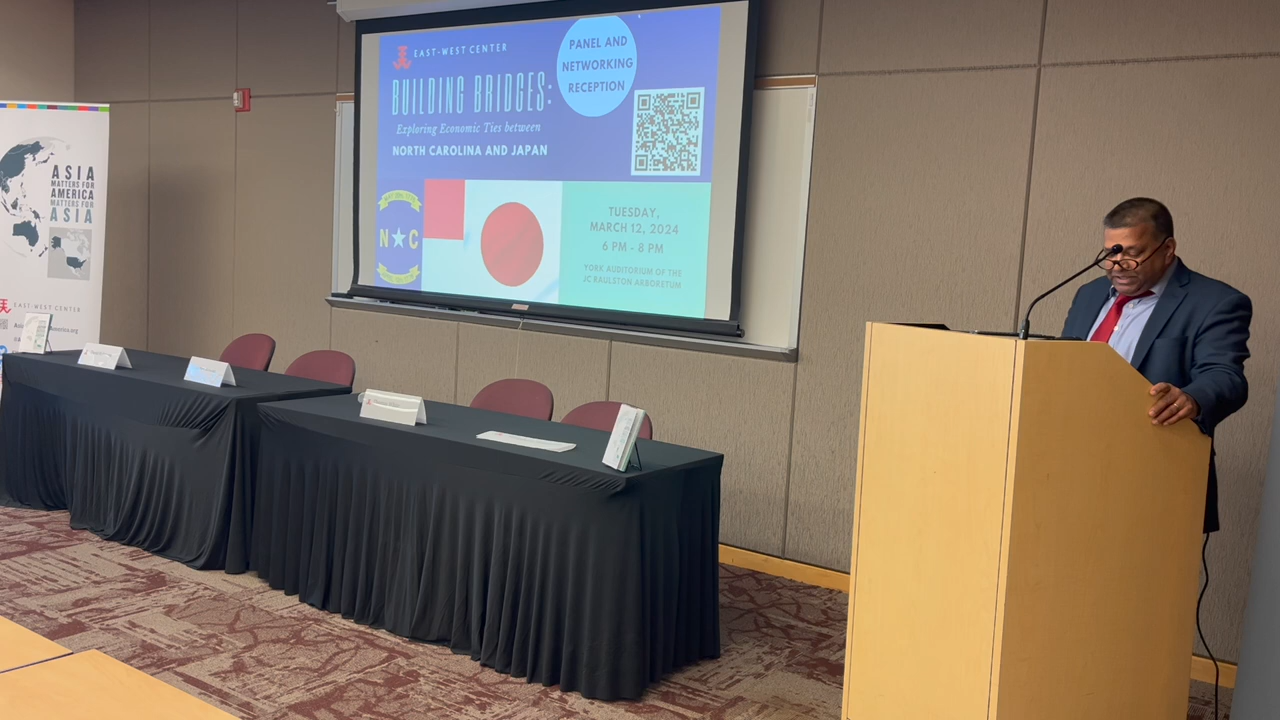 ASIA
MATTERS FOR
AMERICA
MATTERS FOR
ASIA
EAST-WEST CENTER
EAST-WEST CENTER
BUILDING BRIDGES:
Exploring Economic Ties between
NORTH CAROLINA AND JAPAN
PANEL AND
NETWORKING
RECEPTION
N C
TUESDAY,
MARCH 12, 2024
6 PM - 8 PM
YORK AUDITORIUM OF THE
JC RAULSTON ARBORETUM